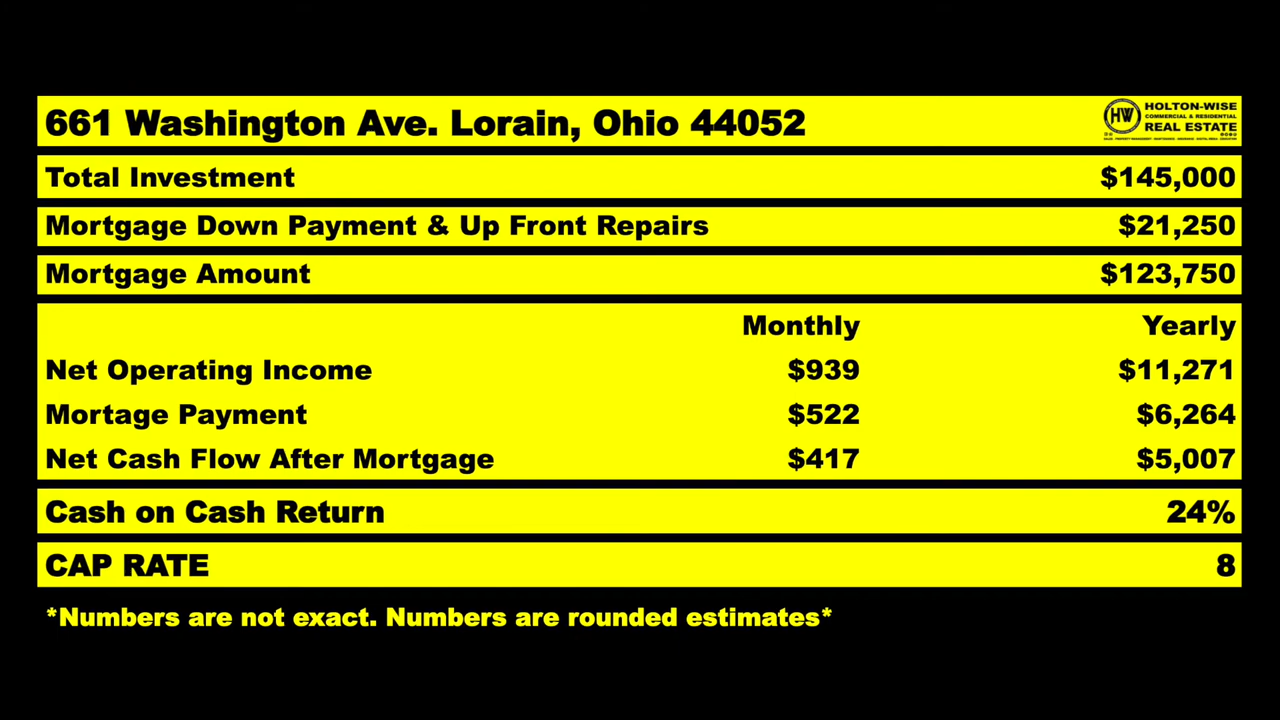 661 Washington Ave. Lorain, Ohio 44052
HW
HOLTON-WISE
COMMERCIAL & RESIDENTIAL
REAL ESTATE
Total Investment $145,000
Mortgage Down Payment & Up Front Repairs $21,250
Mortgage Amount $123,750
Monthly Yearly
Net Operating Income $939 $11,271
Mortage Payment $522 $6,264
Net Cash Flow After Mortgage $417 $5,007
Cash on Cash Return 24%
CAP RATE 8
*Numbers are not exact. Numbers are rounded estimates*